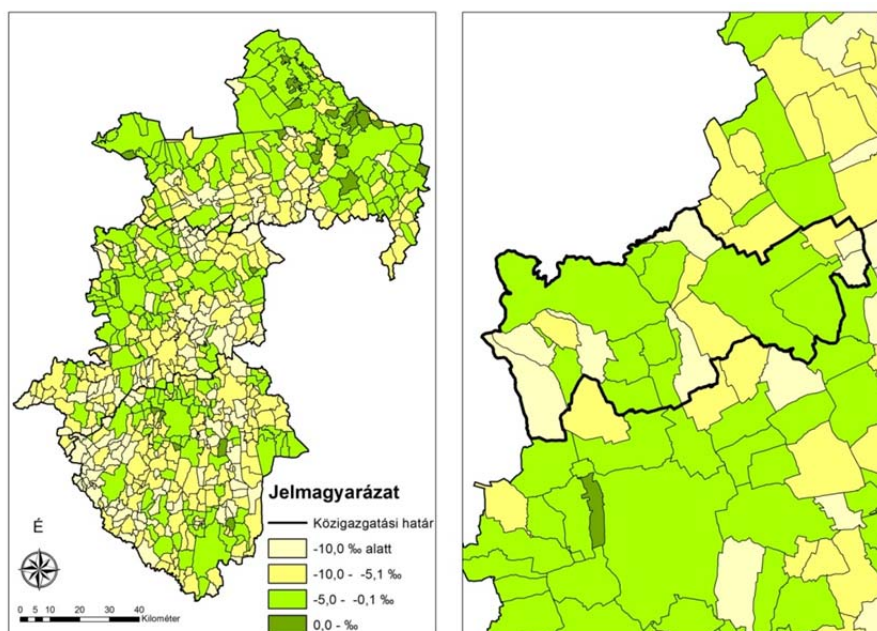 Jelmagyarázat
Közigazgatási határ
-10,0 ‰ alatt
-10,0 - -5,1 ‰
-5,0 - -0,1 ‰
0,0 - ‰
É
0 5 10 20 30 40
Kilométer